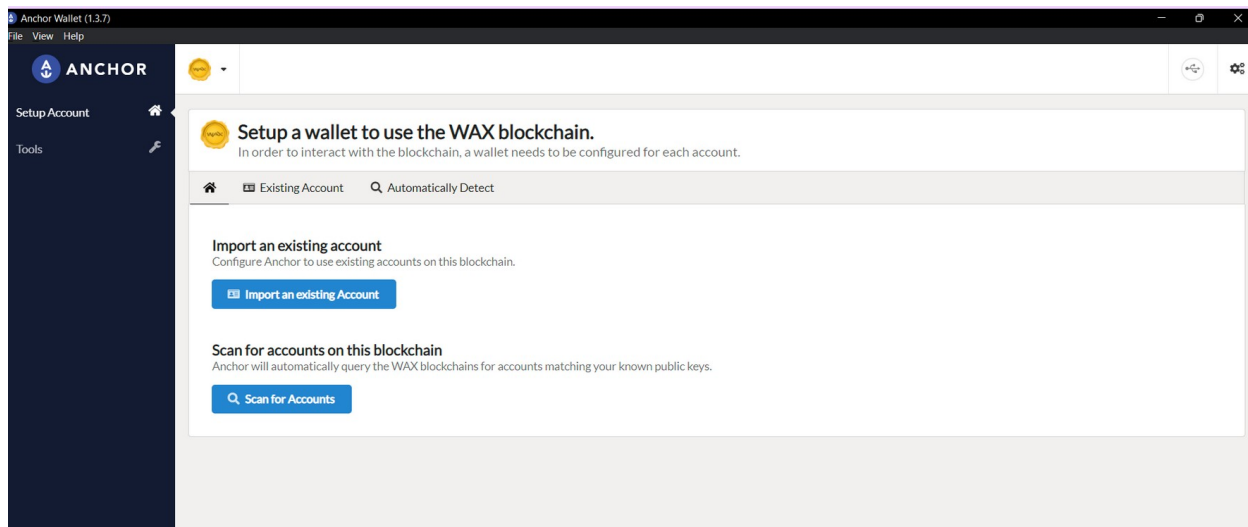 Anchor Wallet (1.3.7)
File View Help
ANCHOR
Setup Account
Tools
Setup a wallet to use the WAX blockchain.
In order to interact with the blockchain, a wallet needs to be configured for each account.
Existing Account Automatically Detect
Import an existing account
Configure Anchor to use existing accounts on this blockchain.
Import an existing Account
Scan for accounts on this blockchain
Anchor will automatically query the WAX blockchains for accounts matching your known public keys.
Scan for Accounts